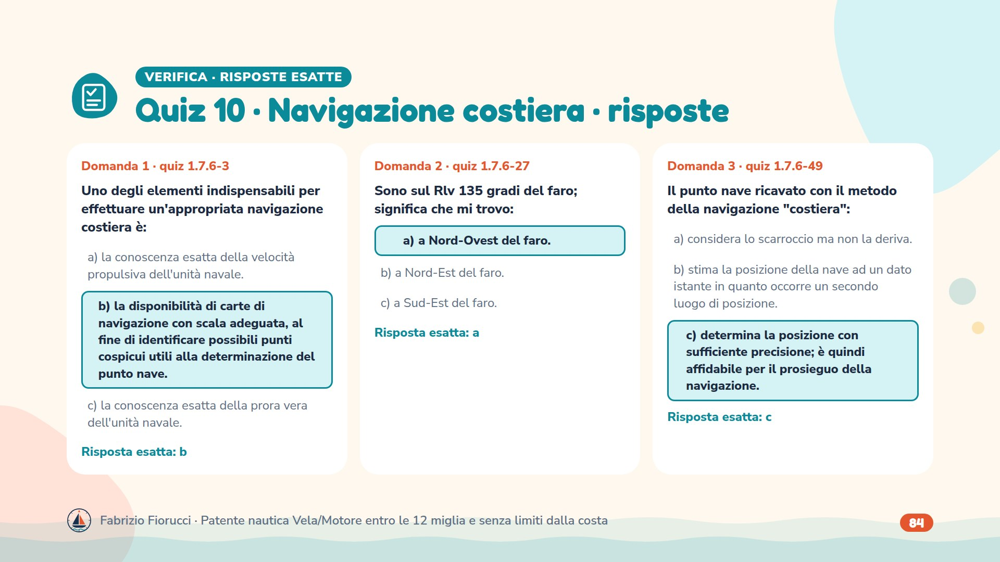 VERIFICA · RISPOSTE ESATTE
Quiz 10 · Navigazione costiera · risposte
Domanda 1 · quiz 1.7.6-3
Uno degli elementi indispensabili per
effettuare un'appropriata navigazione
costiera è:
a) la conoscenza esatta della velocità
propulsiva dell'unità navale.
b) la disponibilità di carte di
navigazione con scala adeguata, al
fine di identificare possibili punti
cospicui utili alla determinazione del
punto nave.
c) la conoscenza esatta della prora vera
dell'unità navale.
Risposta esatta: b
Domanda 2 · quiz 1.7.6-27
Sono sul Rlv 135 gradi del faro;
significa che mi trovo:
a) a Nord-Ovest del faro.
b) a Nord-Est del faro.
c) a Sud-Est del faro.
Risposta esatta: a
Domanda 3 · quiz 1.7.6-49
Il punto nave ricavato con il metodo
della navigazione "costiera":
a) considera lo scarroccio ma non la deriva.
b) stima la posizione della nave ad un dato
istante in quanto occorre un secondo
luogo di posizione.
c) determina la posizione con
sufficiente precisione; è quindi
affidabile per il prosieguo della
navigazione.
Risposta esatta: c
Fabrizio Fiorucci · Patente nautica Vela/Motore entro le 12 miglia e senza limiti dalla costa
84